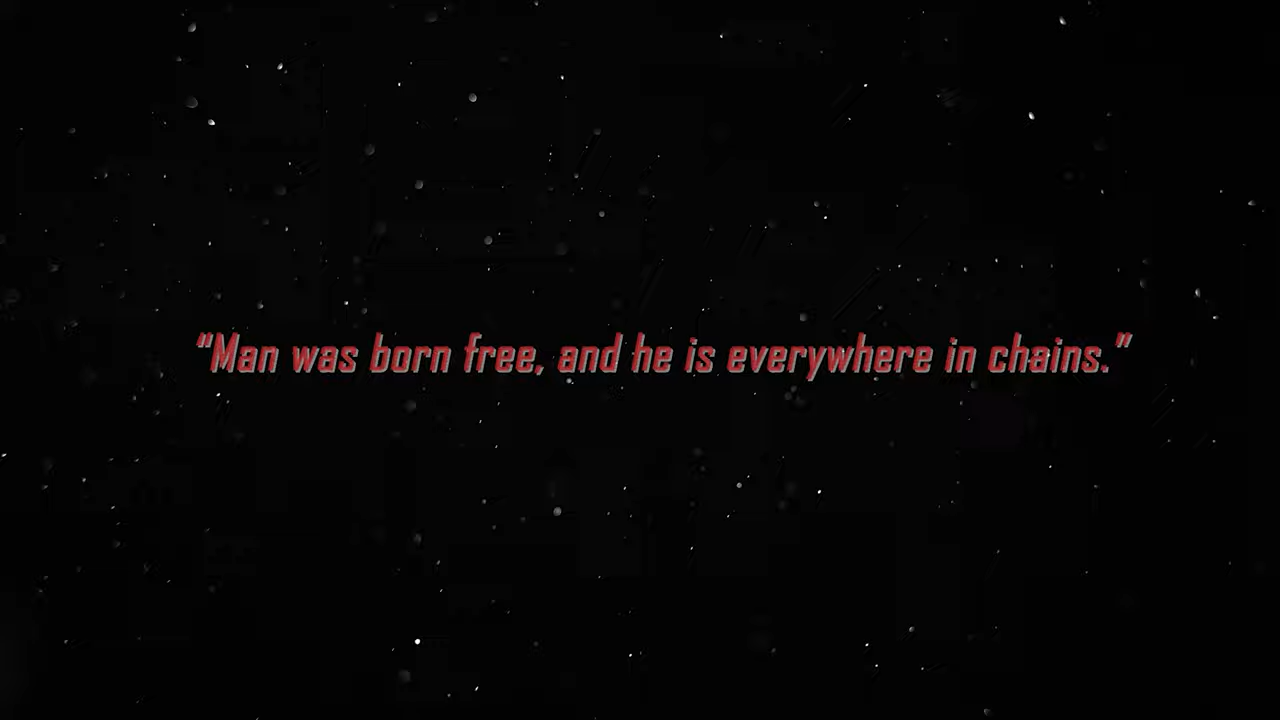 “Man was born free, and he is everywhere in chains.”